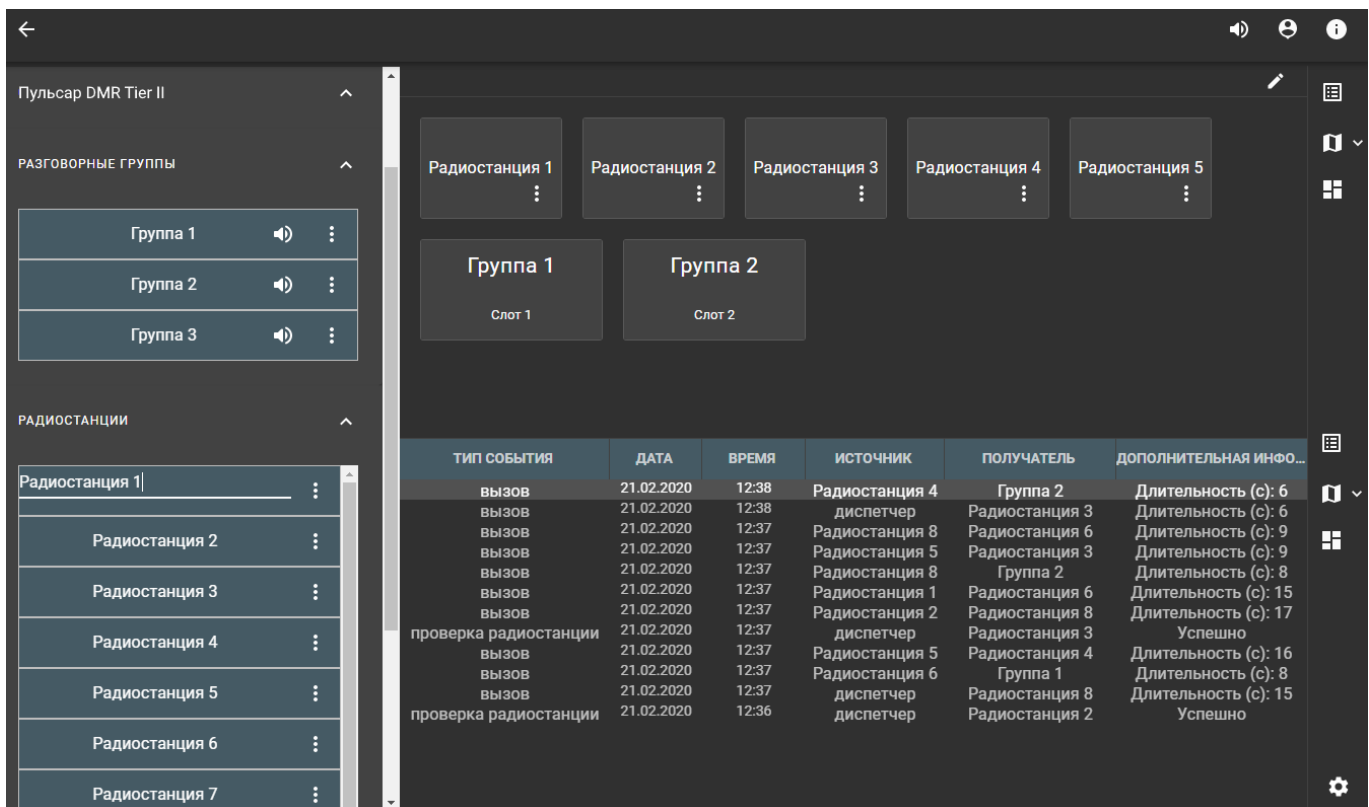 Пульсар DMR Tier II
РАЗГОВОРНЫЕ ГРУППЫ
Группа 1
Группа 2
Группа 3
РАДИОСТАНЦИИ
Радиостанция 1
Радиостанция 2
Радиостанция 3
Радиостанция 4
Радиостанция 5
Радиостанция 6
Радиостанция 7
Радиостанция 1 Радиостанция 2 Радиостанция 3 Радиостанция 4 Радиостанция 5
Группа 1 Группа 2
Слот 1 Слот 2
ТИП СОБЫТИЯ ДАТА ВРЕМЯ ИСТОЧНИК ПОЛУЧАТЕЛЬ ДОПОЛНИТЕЛЬНАЯ ИНФО...
вызов 21.02.2020 12:38 Радиостанция 4 Группа 2 Длительность (с): 6
вызов 21.02.2020 12:38 диспетчер Радиостанция 3 Длительность (с): 6
вызов 21.02.2020 12:37 Радиостанция 8 Радиостанция 6 Длительность (с): 9
вызов 21.02.2020 12:37 Радиостанция 5 Радиостанция 3 Длительность (с): 9
вызов 21.02.2020 12:37 Радиостанция 8 Группа 2 Длительность (с): 8
вызов 21.02.2020 12:37 Радиостанция 1 Радиостанция 6 Длительность (с): 15
вызов 21.02.2020 12:37 Радиостанция 2 Радиостанция 8 Длительность (с): 17
проверка радиостанции 21.02.2020 12:37 диспетчер Радиостанция 3 Успешно
вызов 21.02.2020 12:37 Радиостанция 5 Радиостанция 4 Длительность (с): 16
вызов 21.02.2020 12:37 Радиостанция 6 Группа 1 Длительность (с): 8
вызов 21.02.2020 12:37 диспетчер Радиостанция 8 Длительность (с): 15
проверка радиостанции 21.02.2020 12:36 диспетчер Радиостанция 2 Успешно